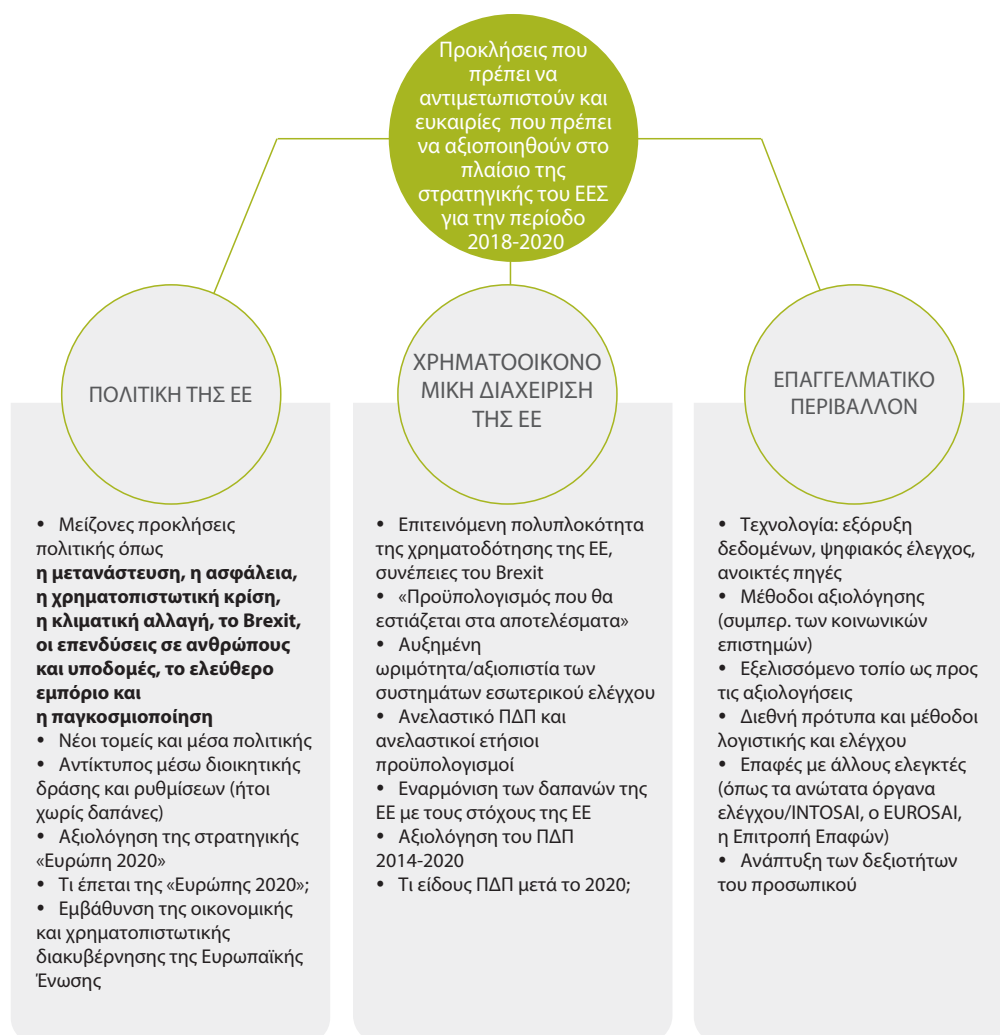 Προκλήσεις που
πρέπει να
αντιμετωπιστούν και
ευκαιρίες που πρέπει
να αξιοποιηθούν στο
πλαίσιο της
στρατηγικής του ΕΕΣ
για την περίοδο
2018-2020
ΠΟΛΙΤΙΚΗ ΤΗΣ ΕΕ
• Μείζονες προκλήσεις
πολιτικής όπως
η μετανάστευση, η ασφάλεια,
η χρηματοπιστωτική κρίση,
η κλιματική αλλαγή, το Brexit,
οι επενδύσεις σε ανθρώπους
και υποδομές, το ελεύθερο
εμπόριο και
η παγκοσμιοποίηση
• Νέοι τομείς και μέσα πολιτικής
• Αντίκτυπος μέσω διοικητικής
δράσης και ρυθμίσεων (ήτοι
χωρίς δαπάνες)
• Αξιολόγηση της στρατηγικής
«Ευρώπη 2020»
• Τι έπεται της «Ευρώπης 2020»;
• Εμβάθυνση της οικονομικής
και χρηματοπιστωτικής
διακυβέρνησης της Ευρωπαϊκής
Ένωσης
ΧΡΗΜΑΤΟΟΙΚΟΝΟ
ΜΙΚΗ ΔΙΑΧΕΙΡΙΣΗ
ΤΗΣ ΕΕ
• Επιτεινόμενη πολυπλοκότητα
της χρηματοδότησης της ΕΕ,
συνέπειες του Brexit
• «Προϋπολογισμός που θα
εστιάζεται στα αποτελέσματα»
• Αυξημένη
ωριμότητα/αξιοπιστία των
συστημάτων εσωτερικού ελέγχου
• Ανελαστικό ΠΔΠ και
ανελαστικοί ετήσιοι
προϋπολογισμοί
• Εναρμόνιση των δαπανών της
ΕΕ με τους στόχους της ΕΕ
• Αξιολόγηση του ΠΔΠ
2014-2020
• Τι είδους ΠΔΠ μετά το 2020;
ΕΠΑΓΓΕΛΜΑΤΙΚΟ
ΠΕΡΙΒΑΛΛΟΝ
• Τεχνολογία: εξόρυξη
δεδομένων, ψηφιακός έλεγχος,
ανοικτές πηγές
• Μέθοδοι αξιολόγησης
(συμπερ. των κοινωνικών
επιστημών)
• Εξελισσόμενο τοπίο ως προς
τις αξιολογήσεις
• Διεθνή πρότυπα και μέθοδοι
λογιστικής και ελέγχου
• Επαφές με άλλους ελεγκτές
(όπως τα ανώτατα όργανα
ελέγχου/INTOSAI, ο EUROSAI,
η Επιτροπή Επαφών)
• Ανάπτυξη των δεξιοτήτων
του προσωπικού